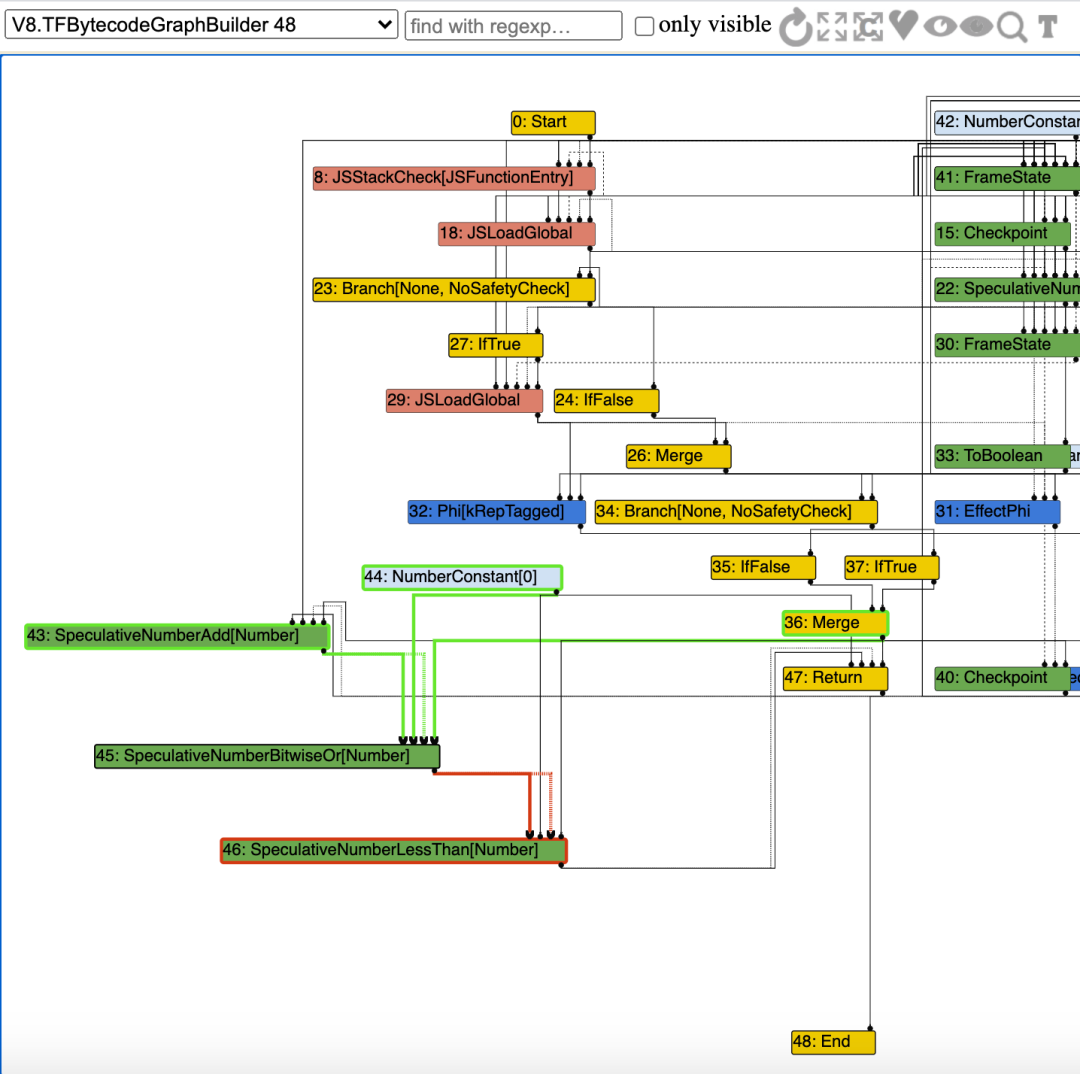 V8.TFBytecodeGraphBuilder 48 find with regexp... only visible T
0: Start 42: NumberConstan
8: JSStackCheck[JSFunctionEntry] 41: FrameState
18: JSLoadGlobal 15: Checkpoint
23: Branch[None, NoSafetyCheck] 22: SpeculativeNum
27: IfTrue 30: FrameState
29: JSLoadGlobal 24: IfFalse
26: Merge 33: ToBoolean
32: Phi[kRepTagged] 34: Branch[None, NoSafetyCheck] 31: EffectPhi
35: IfFalse 37: IfTrue
44: NumberConstant[0]
36: Merge
43: SpeculativeNumberAdd[Number]
47: Return 40: Checkpoint
45: SpeculativeNumberBitwiseOr[Number]
46: SpeculativeNumberLessThan[Number]
48: End